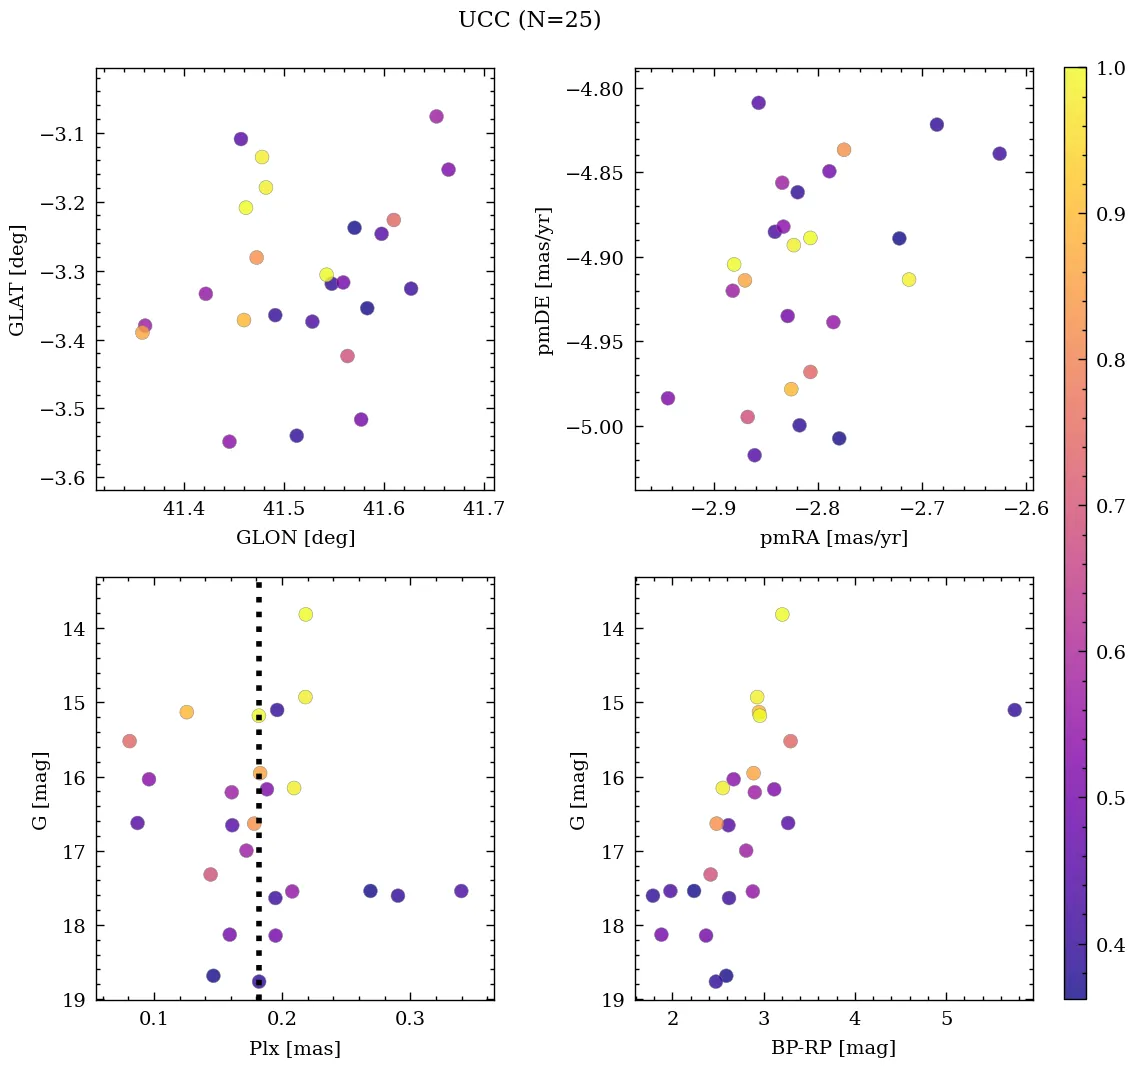 UCC (N=25)
−3.1
−3.2
−3.3
−3.4
−3.5
−3.6
GLAT [deg]
41.4 41.5 41.6 41.7
GLON [deg]
−4.80
−4.85
−4.90
−4.95
−5.00
pmDE [mas/yr]
−2.9 −2.8 −2.7 −2.6
pmRA [mas/yr]
14
15
16
17
18
19
G [mag]
0.1 0.2 0.3
Plx [mas]
14
15
16
17
18
19
G [mag]
2 3 4 5
BP-RP [mag]
1.0
0.9
0.8
0.7
0.6
0.5
0.4